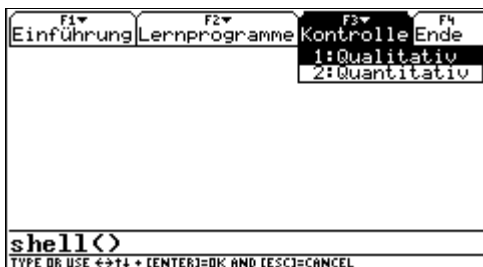 F1▾ F2▾ F3▾ F4
Einführung Lernprogramme Kontrolle Ende
1:Qualitativ
2:Quantitativ
shell()
TYPE OR USE ←→↑↓ + [ENTER]=OK AND [ESC]=CANCEL